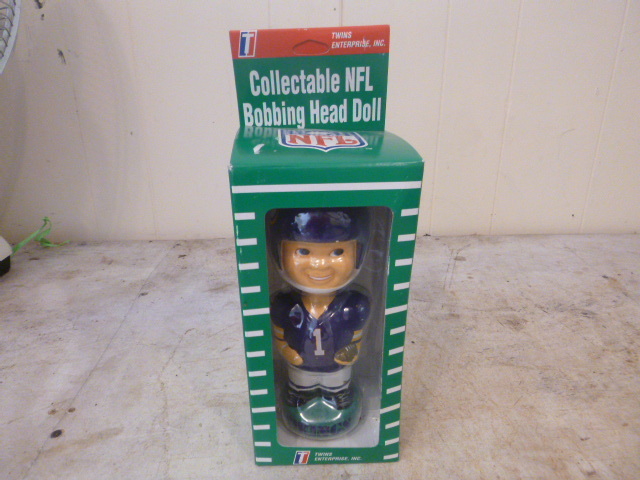 T
TWINS
ENTERPRISE, INC.
Collectable NFL
Bobbing Head Doll
NFL
1
T
TWINS
ENTERPRISE, INC.